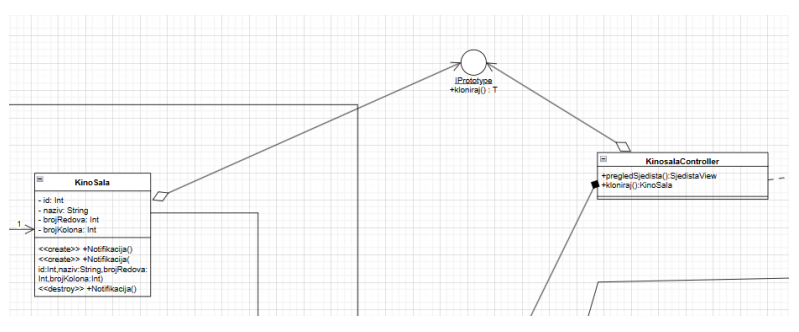 IPrototype
+kloniraj() : T
KinosalaController
+pregledSjedista():SjedistaView
+kloniraj():KinoSala
KinoSala
- id: Int
- naziv: String
- brojRedova: Int
- brojKolona: Int
1
<<create>> +Notifikacija()
<<create>> +Notifikacija(
id:Int,naziv:String,brojRedova:
Int,brojKolona:Int)
<<destroy>> +Notifikacija()